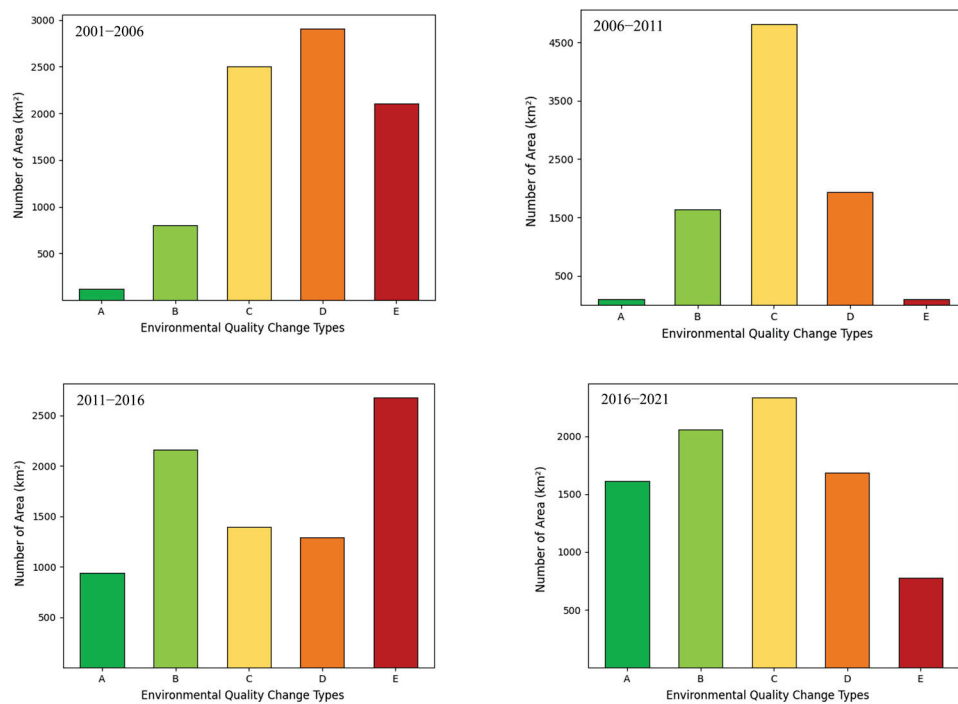 2001−2006
Number of Area (km²)
3000
2500
2000
1500
1000
500
A B C D E
Environmental Quality Change Types
2006−2011
Number of Area (km²)
4500
3500
2500
1500
500
A B C D E
Environmental Quality Change Types
2011−2016
Number of Area (km²)
2500
2000
1500
1000
500
A B C D E
Environmental Quality Change Types
2016−2021
Number of Area (km²)
2000
1500
1000
500
A B C D E
Environmental Quality Change Types